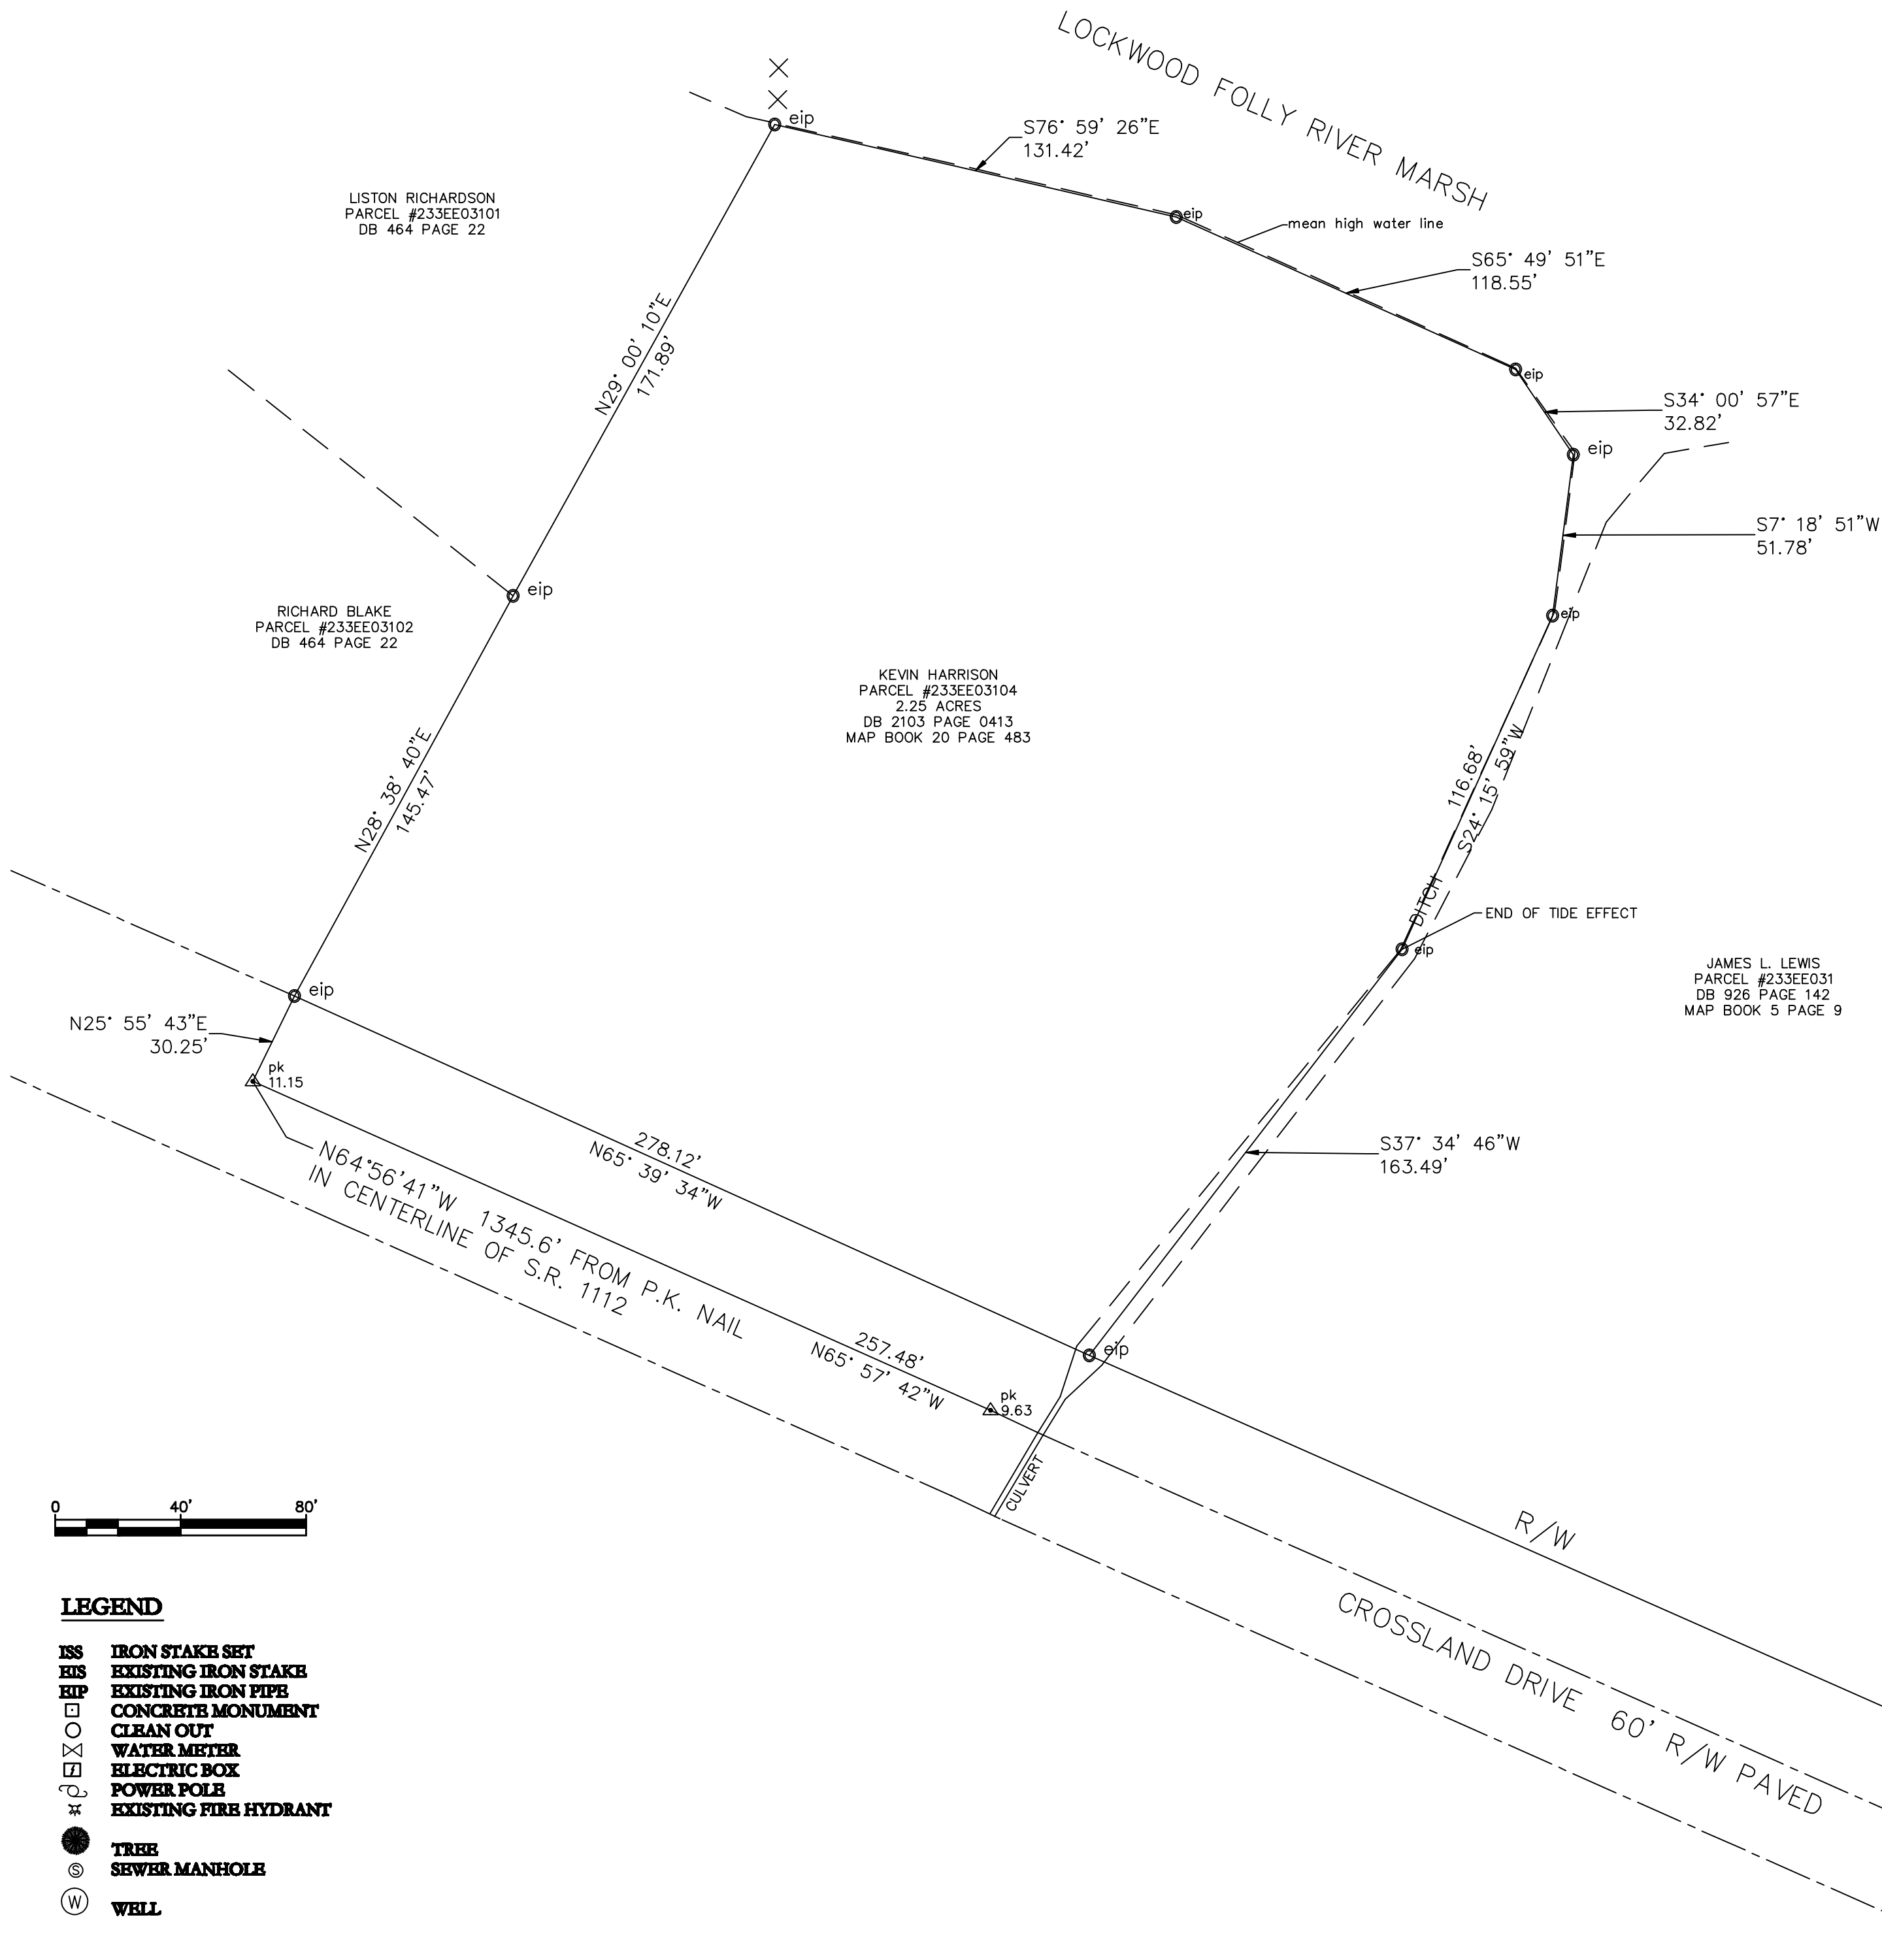 LOCKWOOD FOLLY RIVER MARSH
eip
S76° 59' 26"E
131.42'
LISTON RICHARDSON
PARCEL #233EE03101
DB 464 PAGE 22
eip
mean high water line
S65° 49' 51"E
118.55'
N29° 00' 10"E
171.89'
eip
S34° 00' 57"E
32.82'
eip
S7° 18' 51"W
51.78'
eip
RICHARD BLAKE
PARCEL #233EE03102
DB 464 PAGE 22
eip
KEVIN HARRISON
PARCEL #233EE03104
2.25 ACRES
DB 2103 PAGE 0413
MAP BOOK 20 PAGE 483
N28° 38' 40"E
145.47'
116.68'
S24° 15' 59"W
DITCH
END OF TIDE EFFECT
eip
JAMES L. LEWIS
PARCEL #233EE031
DB 926 PAGE 142
MAP BOOK 5 PAGE 9
eip
N25° 55' 43"E
30.25'
pk
11.15
278.12'
N65° 39' 34"W
S37° 34' 46"W
163.49'
N64°56'41"W 1345.6' FROM P.K. NAIL
IN CENTERLINE OF S.R. 1112
257.48'
N65° 57' 42"W
eip
pk
9.63
CULVERT
R/W
CROSSLAND DRIVE 60' R/W PAVED
0 40' 80'
LEGEND
ISS IRON STAKE SET
EIS EXISTING IRON STAKE
EIP EXISTING IRON PIPE
CONCRETE MONUMENT
CLEAN OUT
WATER METER
ELECTRIC BOX
POWER POLE
EXISTING FIRE HYDRANT
TREE
S SEWER MANHOLE
W WELL